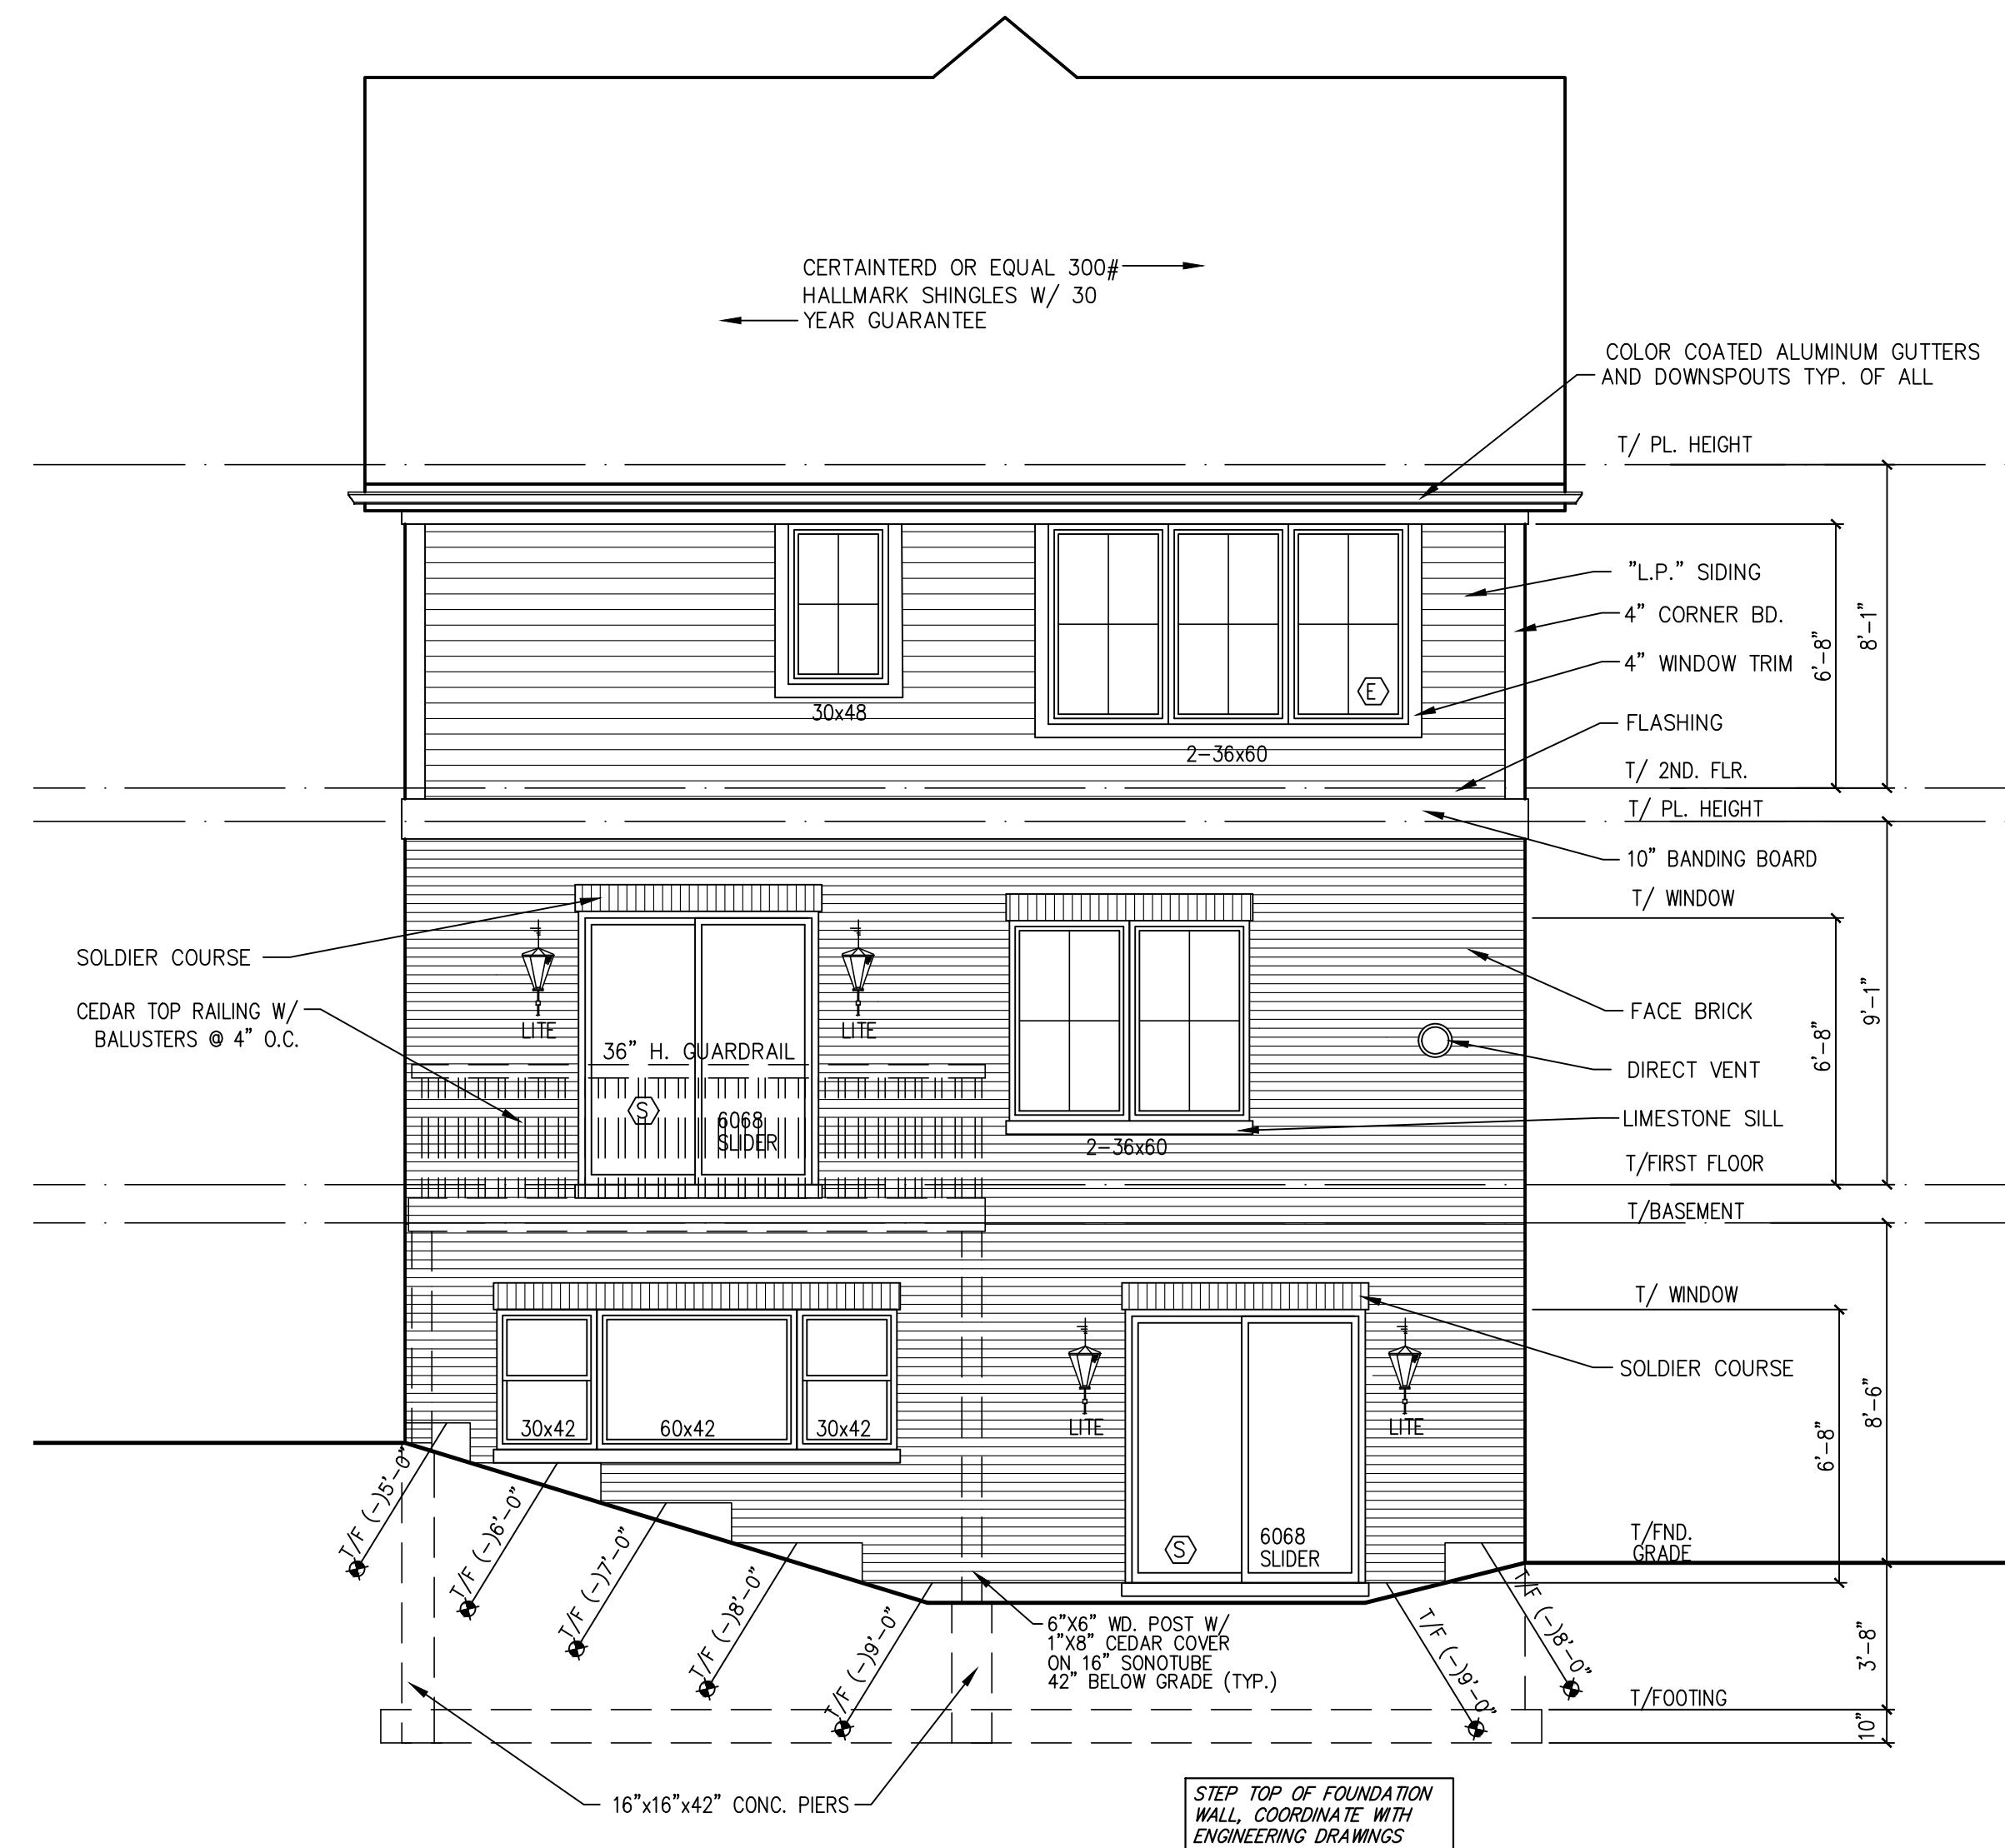 CERTAINTERD OR EQUAL 300#
HALLMARK SHINGLES W/ 30
YEAR GUARANTEE
COLOR COATED ALUMINUM GUTTERS
AND DOWNSPOUTS TYP. OF ALL
T/ PL. HEIGHT
"L.P." SIDING
4" CORNER BD.
4" WINDOW TRIM
6'-8"
8'-1"
E
30x48
2-36x60
FLASHING
T/ 2ND. FLR.
T/ PL. HEIGHT
10" BANDING BOARD
T/ WINDOW
SOLDIER COURSE
CEDAR TOP RAILING W/
BALUSTERS @ 4" O.C.
LITE
LITE
36" H. GUARDRAIL
S
6068
SLIDER
2-36x60
FACE BRICK
DIRECT VENT
LIMESTONE SILL
6'-8"
9'-1"
T/FIRST FLOOR
T/BASEMENT
T/ WINDOW
SOLDIER COURSE
30x42
60x42
30x42
LITE
LITE
S
6068
SLIDER
6'-8"
8'-6"
T/FND.
GRADE
T/F (-)5'-0"
T/F (-)6'-0"
T/F (-)7'-0"
T/F (-)8'-0"
T/F (-)9'-0"
T/F (-)9'-0"
T/F (-)8'-0"
6"X6" WD. POST W/
1"X8" CEDAR COVER
ON 16" SONOTUBE
42" BELOW GRADE (TYP.)
3'-8"
T/FOOTING
10"
16"x16"x42" CONC. PIERS
STEP TOP OF FOUNDATION
WALL, COORDINATE WITH
ENGINEERING DRAWINGS